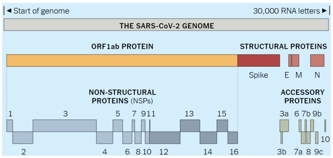 Start of genome
30,000 RNA letters
THE SARS-CoV-2 GENOME
ORF1ab PROTEIN
STRUCTURAL PROTEINS
Spike
E M N
NON-STRUCTURAL
PROTEINS (NSPs)
ACCESSORY
PROTEINS
1 3 5 7 9 11 13 15
3a 6 7b 9b
2 4 6 8 10 12 14 16
3b 7a 8 9c 10